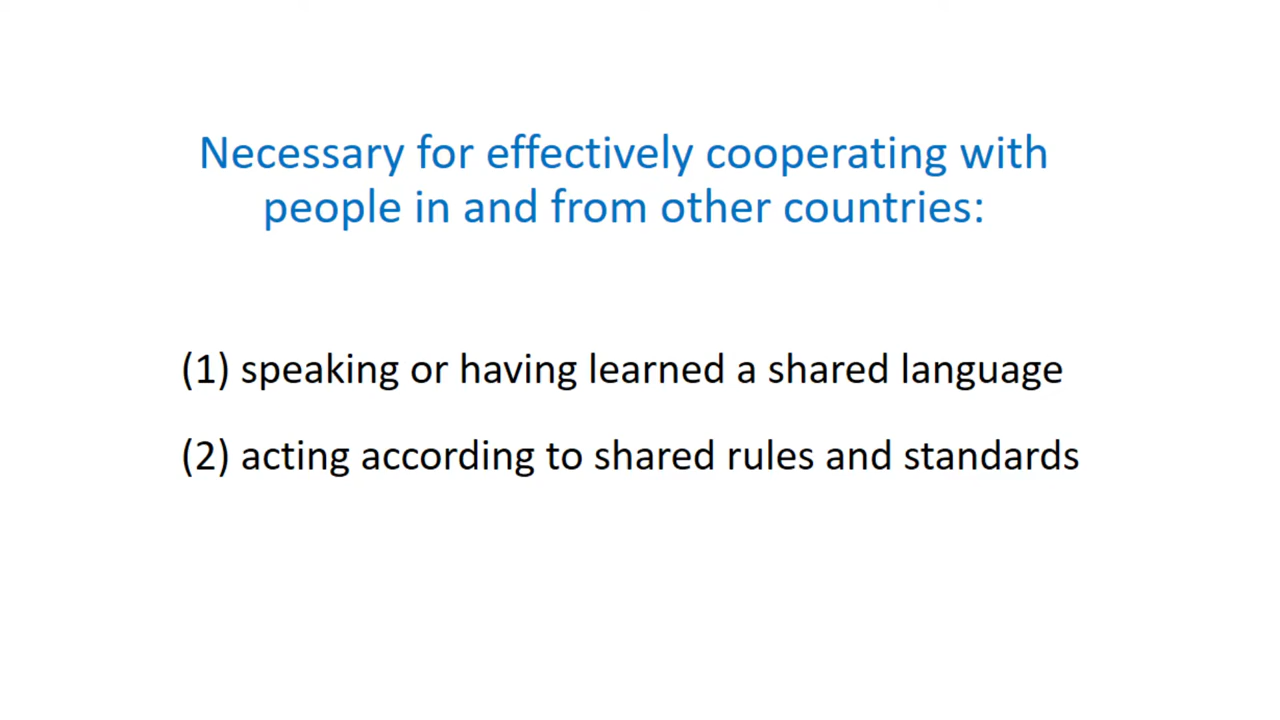 Necessary for effectively cooperating with
people in and from other countries:
(1) speaking or having learned a shared language
(2) acting according to shared rules and standards